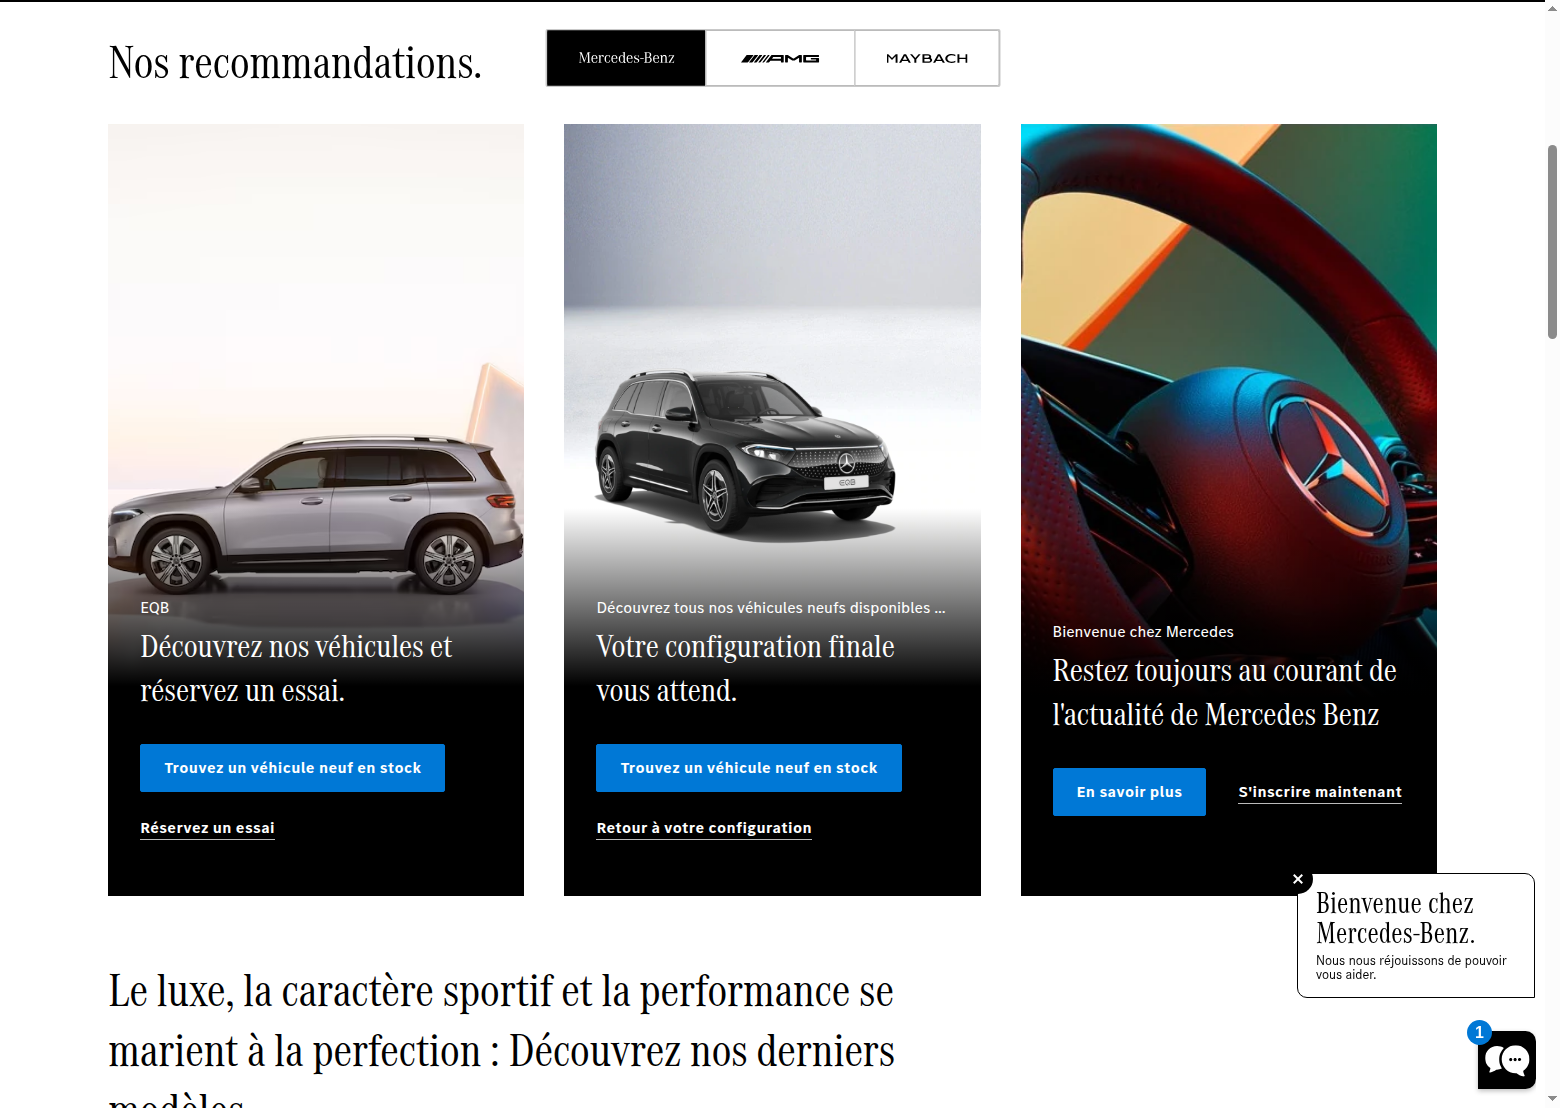 Nos recommandations.
Mercedes-Benz
AMG
MAYBACH
EQB
Découvrez nos véhicules et
réservez un essai.
Trouvez un véhicule neuf en stock
Réservez un essai
EQB
Découvrez tous nos véhicules neufs disponibles ...
Votre configuration finale
vous attend.
Trouvez un véhicule neuf en stock
Retour à votre configuration
Bienvenue chez Mercedes
Restez toujours au courant de
l'actualité de Mercedes Benz
En savoir plus
S'inscrire maintenant
Bienvenue chez
Mercedes-Benz.
Nous nous réjouissons de pouvoir
vous aider.
1
Le luxe, la caractère sportif et la performance se
marient à la perfection : Découvrez nos derniers
modèles